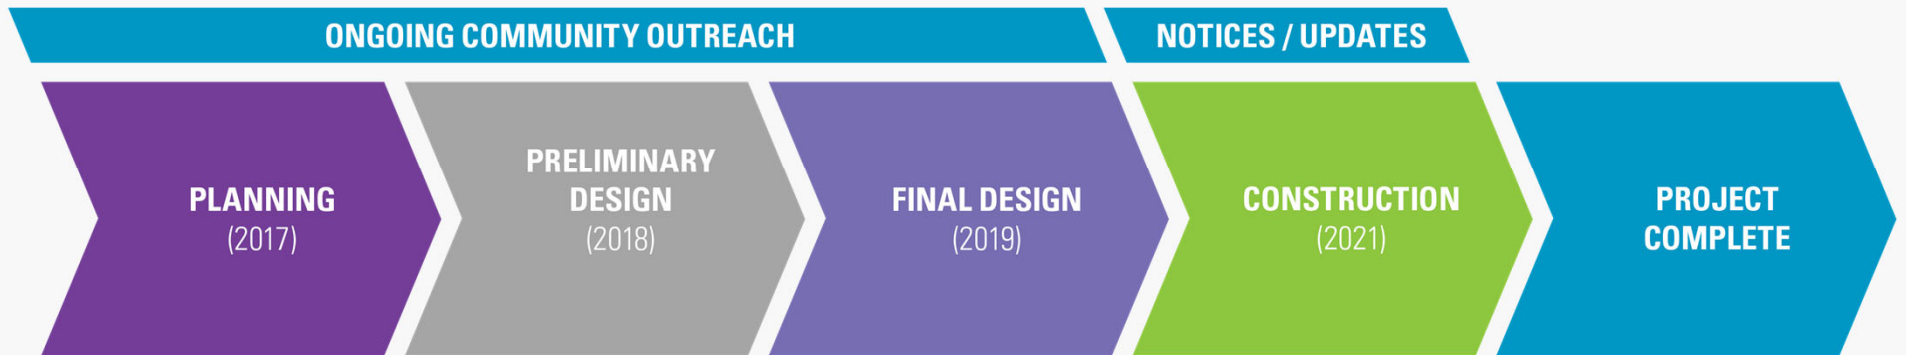 ONGOING COMMUNITY OUTREACH
NOTICES / UPDATES
PLANNING
(2017)
PRELIMINARY
DESIGN
(2018)
FINAL DESIGN
(2019)
CONSTRUCTION
(2021)
PROJECT
COMPLETE